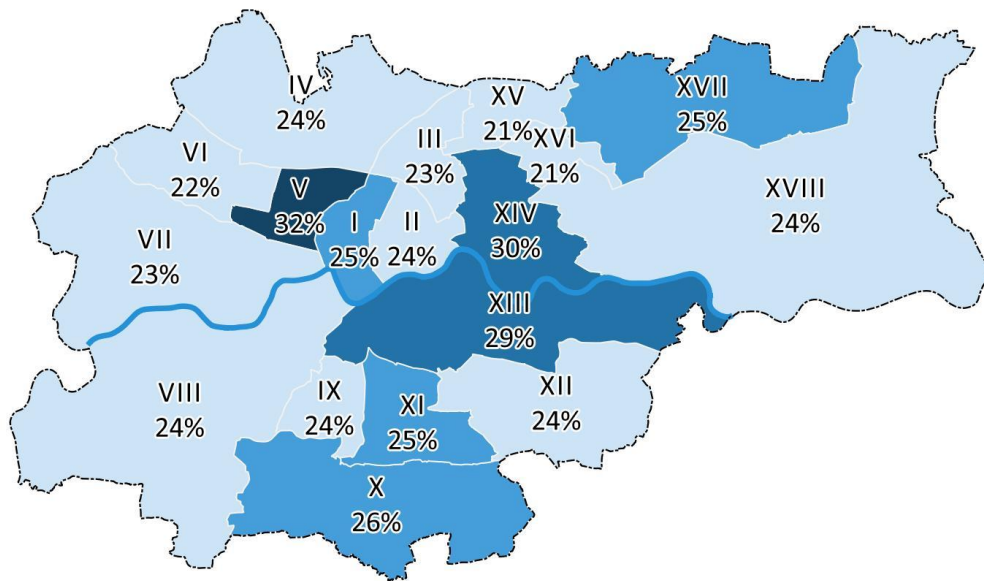 IV
24%
XV
21%
XVII
25%
III
23%
XVI
21%
VI
22%
V
32%
I
25%
II
24%
XIV
30%
XVIII
24%
VII
23%
XIII
29%
VIII
24%
IX
24%
XI
25%
XII
24%
X
26%